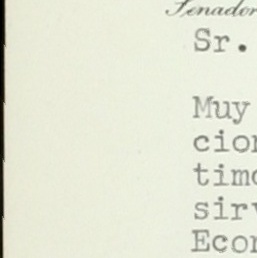 Senador
Sr.
Muy
cion
timo
sirv
Econ